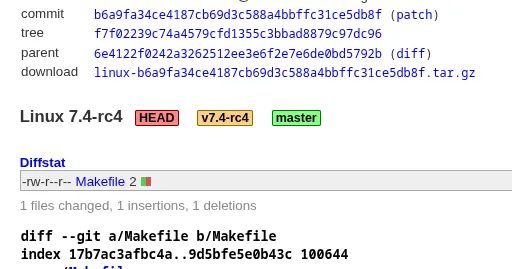 commit b6a9fa34ce4187cb69d3c588a4bbffc31ce5db8f (patch)
tree f7f02239c74a4579cfd1355c3bbad8879c97dc96
parent 6e4122f0242a3262512ee3e6f2e7e6de0bd5792b (diff)
download linux-b6a9fa34ce4187cb69d3c588a4bbffc31ce5db8f.tar.gz
Linux 7.4-rc4 HEAD v7.4-rc4 master
Diffstat
-rw-r--r-- Makefile 2
1 files changed, 1 insertions, 1 deletions
diff --git a/Makefile b/Makefile
index 17b7ac3afbc4a..9d5bfe5e0b43c 100644